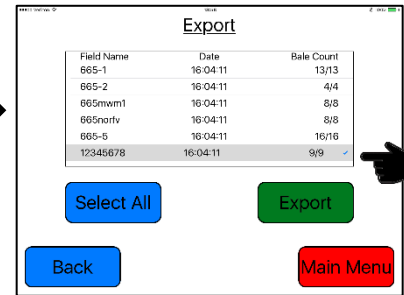 Export
Field Name Date Bale Count
665-1 16:04:11 13/13
665-2 16:04:11 4/4
665mwm1 16:04:11 8/8
665norfv 16:04:11 8/8
665-5 16:04:11 16/16
12345678 16:04:11 9/9
Select All Export
Back Main Menu